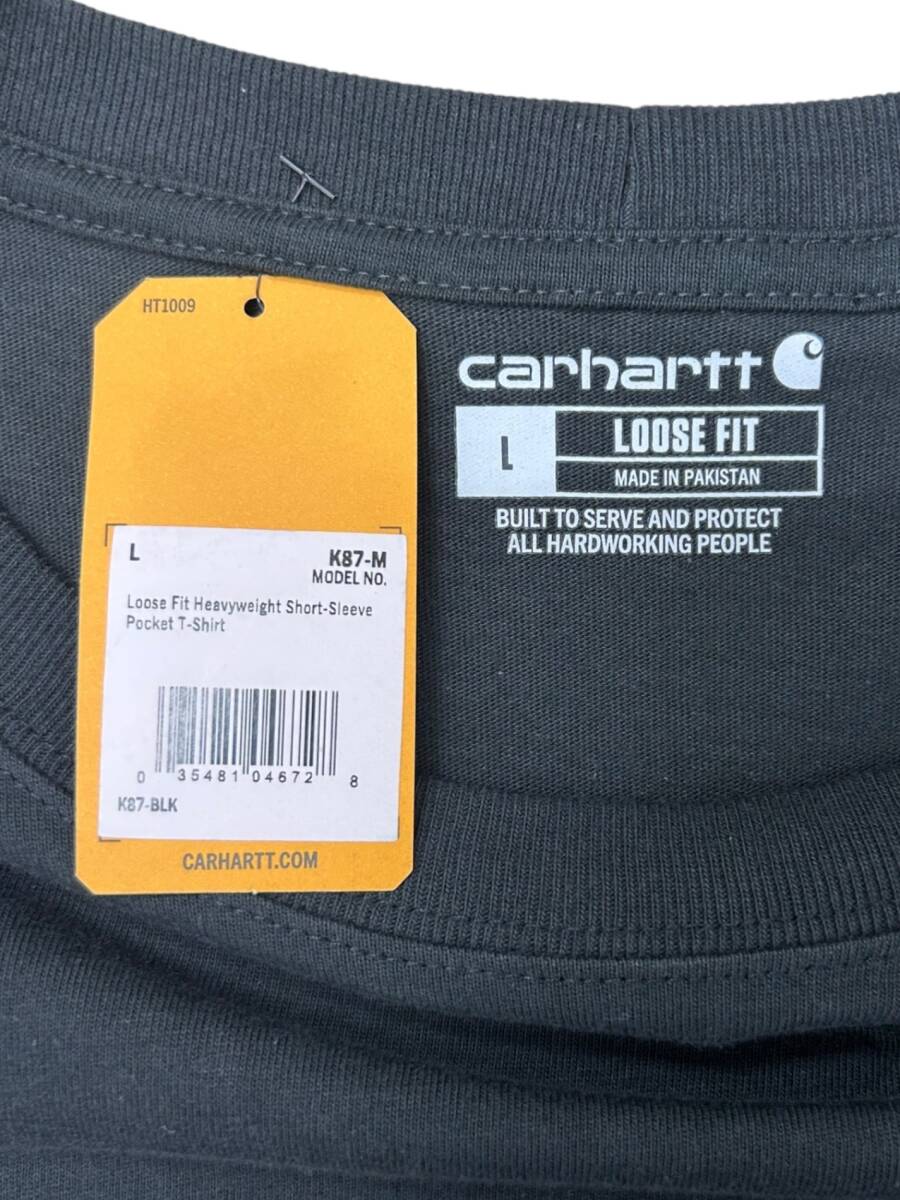 HT1009
L
K87-M
MODEL NO.
Loose Fit Heavyweight Short-Sleeve
Pocket T-Shirt
0 35481 04672 8
K87-BLK
CARHARTT.COM
carhartt
L
LOOSE FIT
MADE IN PAKISTAN
BUILT TO SERVE AND PROTECT
ALL HARDWORKING PEOPLE